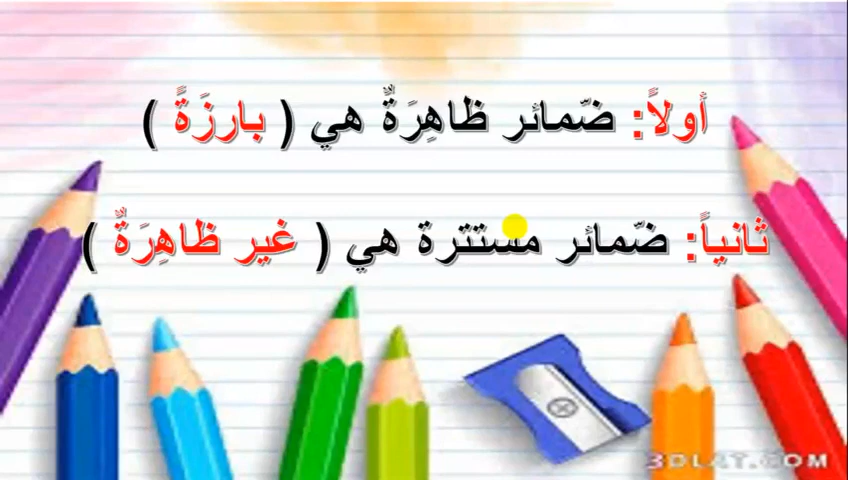 أولاً: ضّمائر ظاهِرَةٌ هي ( بارزَةً )
ثانياً: ضّمائر مستترة هي ( غير ظاهِرَةٌ )
3DLAT.COM